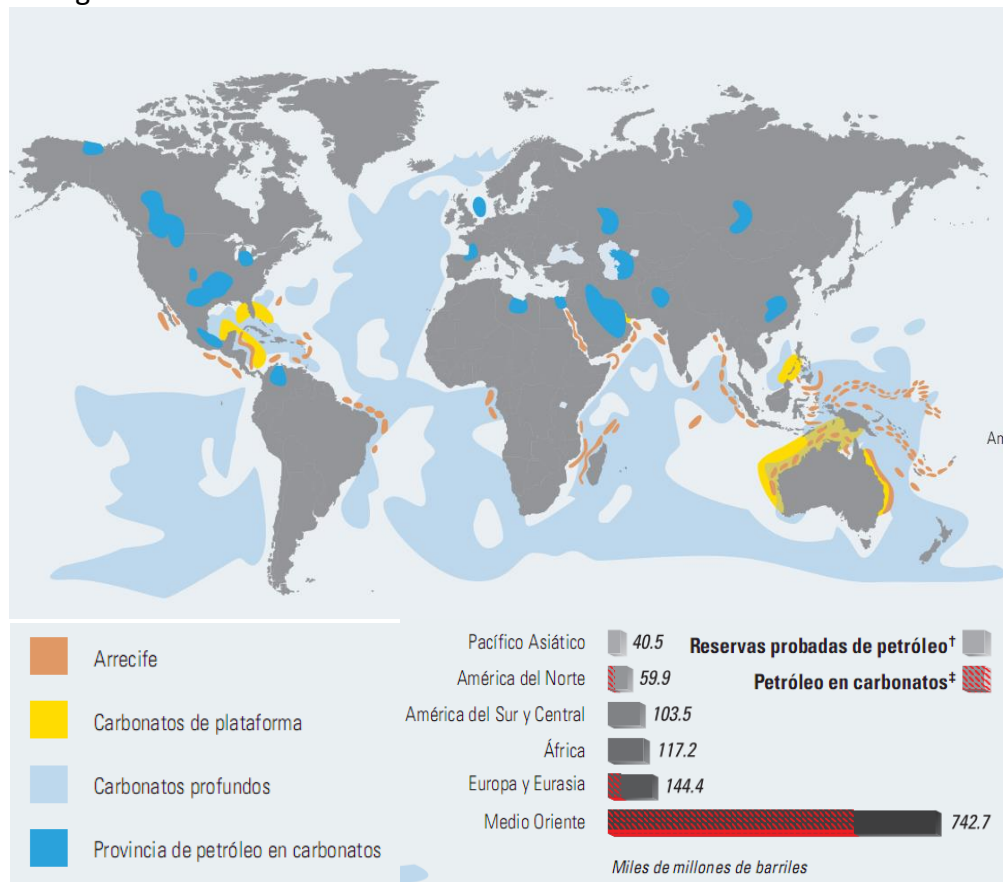 An
Arrecife
Carbonatos de plataforma
Carbonatos profundos
Provincia de petróleo en carbonatos
Pacífico Asiático 40.5
América del Norte 59.9
América del Sur y Central 103.5
África 117.2
Europa y Eurasia 144.4
Medio Oriente 742.7
Miles de millones de barriles
Reservas probadas de petróleo†
Petróleo en carbonatos‡